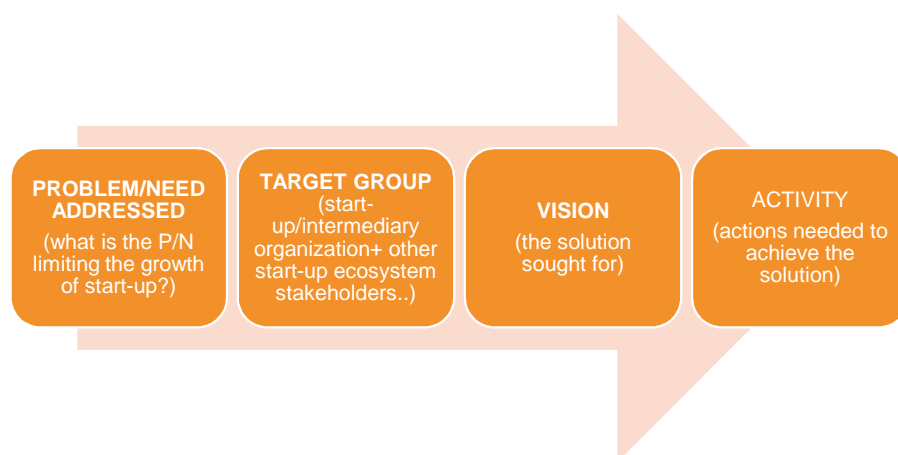 PROBLEM/NEED
ADDRESSED
(what is the P/N
limiting the growth
of start-up?)
TARGET GROUP
(start-
up/intermediary
organization+ other
start-up ecosystem
stakeholders..)
VISION
(the solution
sought for)
ACTIVITY
(actions needed to
achieve the
solution)